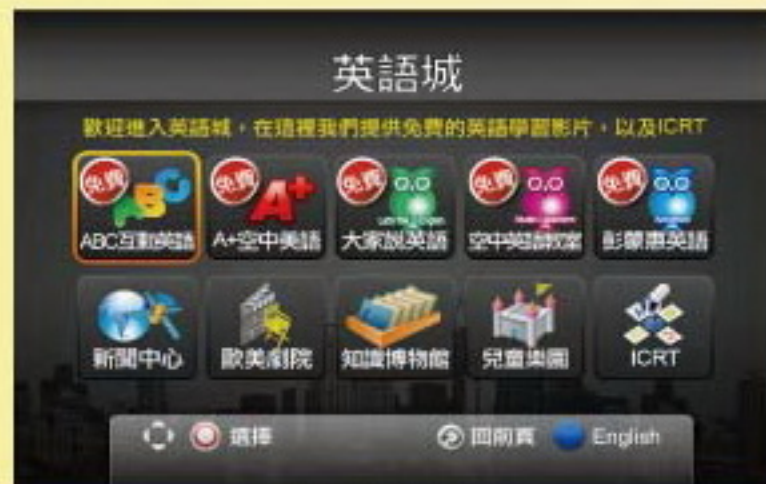 英語城
歡迎進入英語城，在這裡我們提供免費的英語學習影片，以及ICRT
免費 免費 免費 免費 免費
ABC互動英語 A+空中美語 大家說英語 空中英語教室 彭蒙惠英語
新聞中心 歐美劇院 知識博物館 兒童樂園 ICRT
選擇 回前頁 English